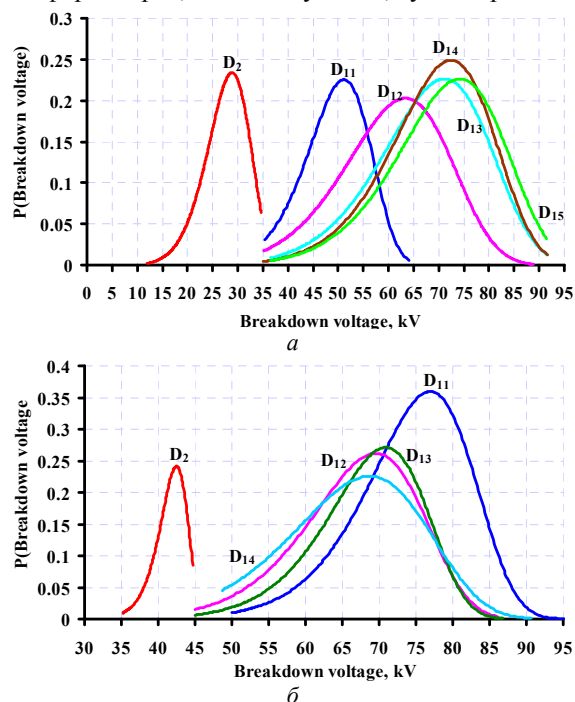 P(Breakdown voltage)
0.25
0.2
0.15
0.1
0.05
0
D2
D11
D12
D14
D13
D15
0 5 10 15 20 25 30 35 40 45 50 55 60 65 70 75 80 85 90 95
Breakdown voltage, kV
а
P(Breakdown voltage
0.4
0.35
0.3
0.25
0.2
0.15
0.1
0.05
0
D2
D11
D12
D13
D14
30 35 40 45 50 55 60 65 70 75 80 85 90 95
Breakdown voltage, kV
б